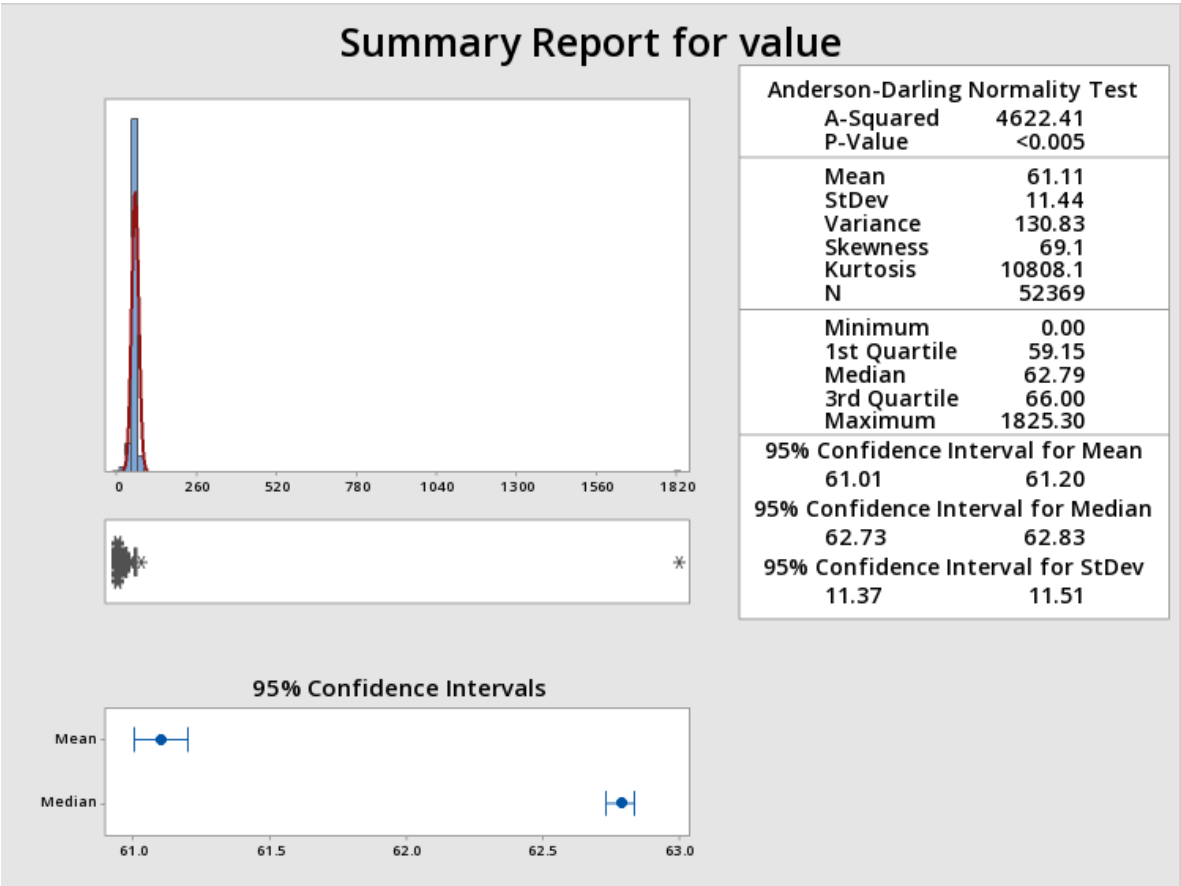 Summary Report for value
0 260 520 780 1040 1300 1560 1820
95% Confidence Intervals
Mean
Median
61.0 61.5 62.0 62.5 63.0
Anderson-Darling Normality Test
A-Squared 4622.41
P-Value <0.005
Mean 61.11
StDev 11.44
Variance 130.83
Skewness 69.1
Kurtosis 10808.1
N 52369
Minimum 0.00
1st Quartile 59.15
Median 62.79
3rd Quartile 66.00
Maximum 1825.30
95% Confidence Interval for Mean
61.01 61.20
95% Confidence Interval for Median
62.73 62.83
95% Confidence Interval for StDev
11.37 11.51